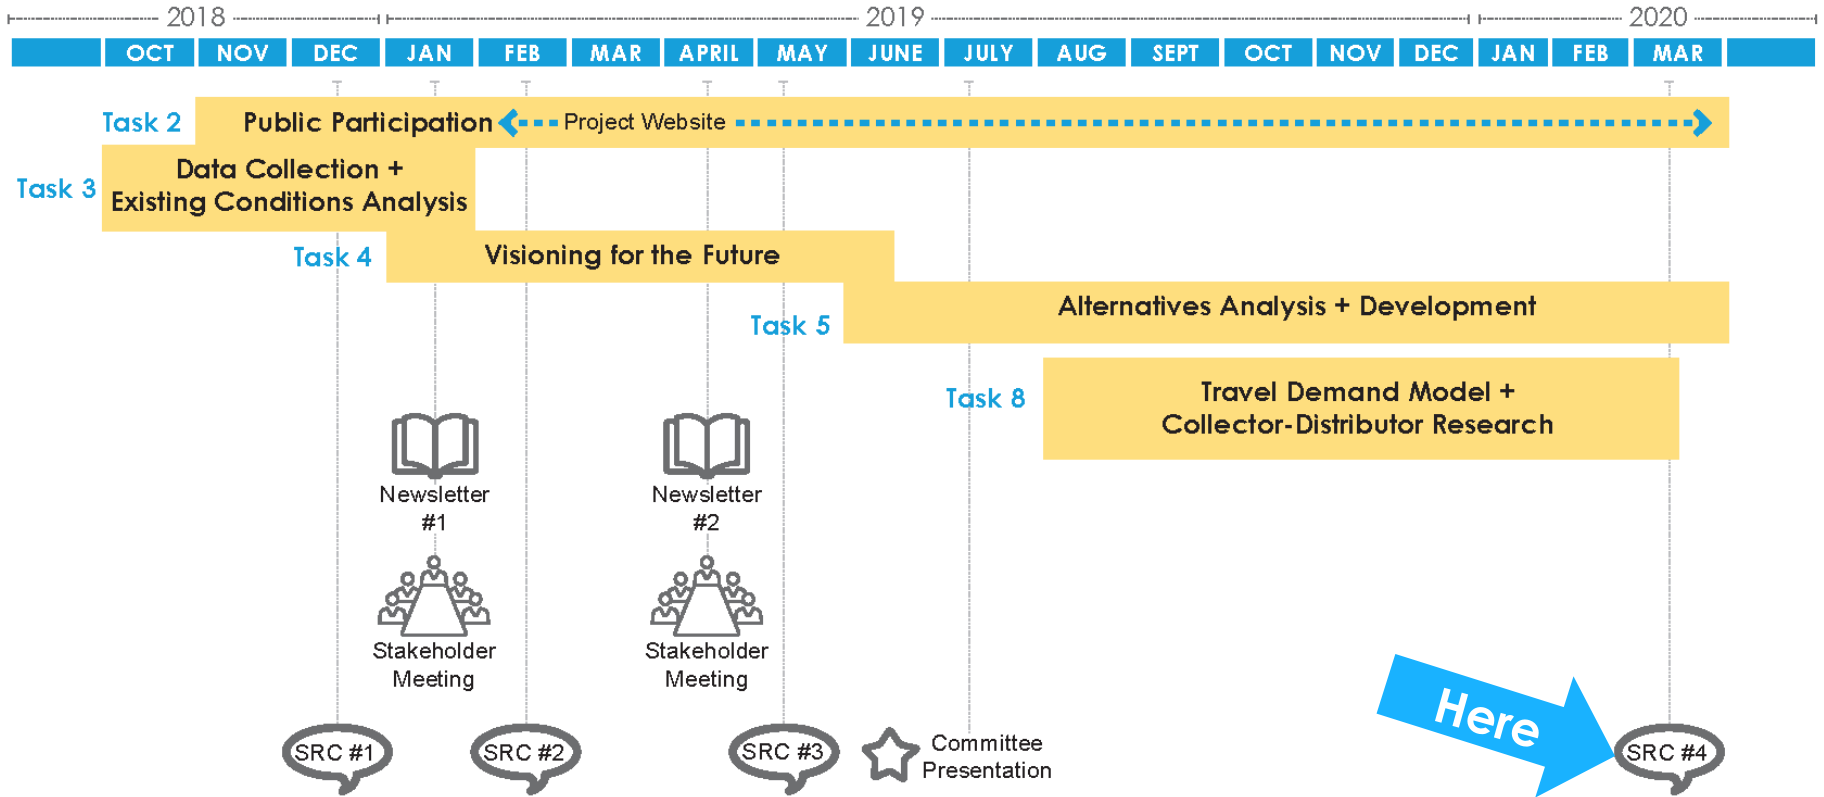 2018 2019 2020
OCT NOV DEC JAN FEB MAR APRIL MAY JUNE JULY AUG SEPT OCT NOV DEC JAN FEB MAR
Task 2 Public Participation Project Website
Task 3 Data Collection +
Existing Conditions Analysis
Task 4 Visioning for the Future
Task 5 Alternatives Analysis + Development
Task 8 Travel Demand Model +
Collector-Distributor Research
Newsletter
#1
Newsletter
#2
Stakeholder
Meeting
Stakeholder
Meeting
Here
SRC #1 SRC #2 SRC #3 Committee
Presentation
SRC #4